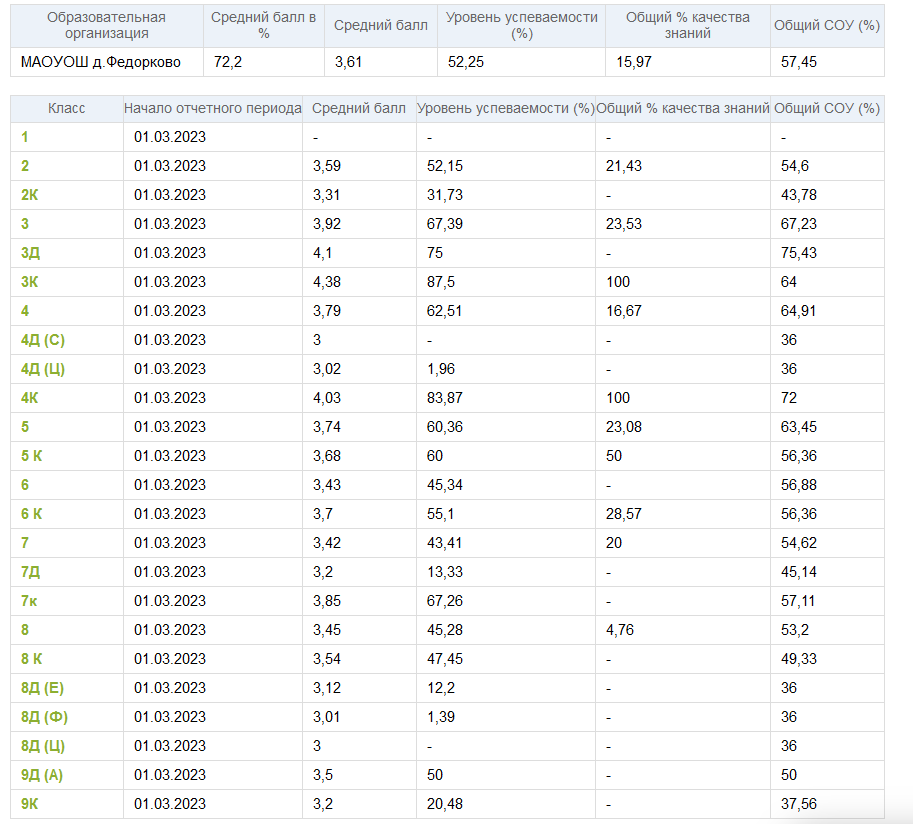 Образовательная организация Средний балл в % Средний балл Уровень успеваемости (%) Общий % качества знаний Общий СОУ (%)
МАОУОШ д.Федорково 72,2 3,61 52,25 15,97 57,45
Класс Начало отчетного периода Средний балл Уровень успеваемости (%) Общий % качества знаний Общий СОУ (%)
1 01.03.2023 - - - -
2 01.03.2023 3,59 52,15 21,43 54,6
2К 01.03.2023 3,31 31,73 - 43,78
3 01.03.2023 3,92 67,39 23,53 67,23
3Д 01.03.2023 4,1 75 - 75,43
3К 01.03.2023 4,38 87,5 100 64
4 01.03.2023 3,79 62,51 16,67 64,91
4Д (С) 01.03.2023 3 - - 36
4Д (Ц) 01.03.2023 3,02 1,96 - 36
4К 01.03.2023 4,03 83,87 100 72
5 01.03.2023 3,74 60,36 23,08 63,45
5 К 01.03.2023 3,68 60 50 56,36
6 01.03.2023 3,43 45,34 - 56,88
6 К 01.03.2023 3,7 55,1 28,57 56,36
7 01.03.2023 3,42 43,41 20 54,62
7Д 01.03.2023 3,2 13,33 - 45,14
7к 01.03.2023 3,85 67,26 - 57,11
8 01.03.2023 3,45 45,28 4,76 53,2
8 К 01.03.2023 3,54 47,45 - 49,33
8Д (Е) 01.03.2023 3,12 12,2 - 36
8Д (Ф) 01.03.2023 3,01 1,39 - 36
8Д (Ц) 01.03.2023 3 - - 36
9Д (А) 01.03.2023 3,5 50 - 50
9К 01.03.2023 3,2 20,48 - 37,56